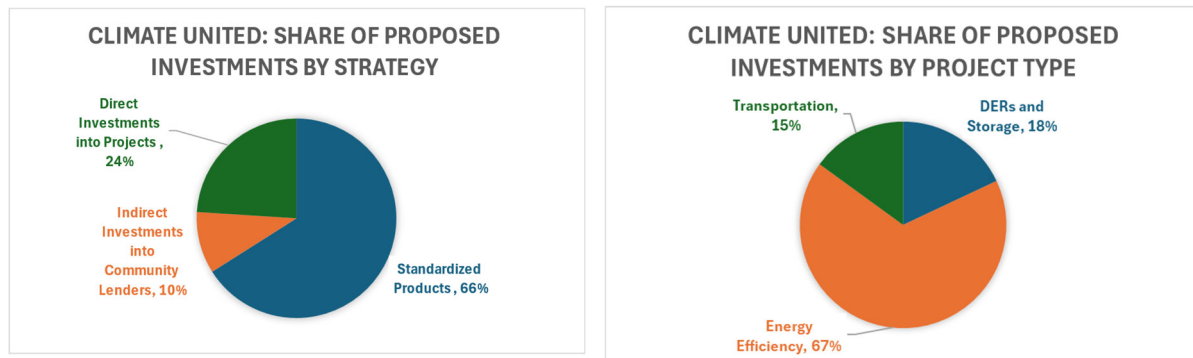 CLIMATE UNITED: SHARE OF PROPOSED
INVESTMENTS BY STRATEGY
Direct
Investments
into Projects ,
24%
Indirect
Investments
into
Community
Lenders, 10%
Standardized
Products , 66%
CLIMATE UNITED: SHARE OF PROPOSED
INVESTMENTS BY PROJECT TYPE
Transportation,
15%
DERs and
Storage, 18%
Energy
Efficiency, 67%